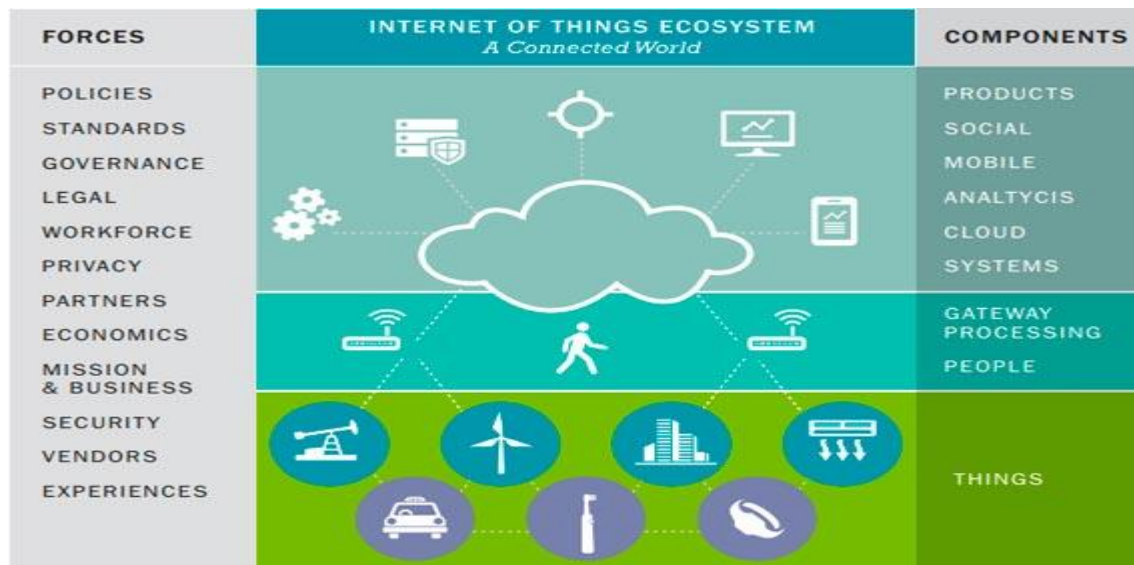 FORCES
INTERNET OF THINGS ECOSYSTEM
A Connected World
COMPONENTS
POLICIES
STANDARDS
GOVERNANCE
LEGAL
WORKFORCE
PRIVACY
PARTNERS
ECONOMICS
MISSION
& BUSINESS
SECURITY
VENDORS
EXPERIENCES
PRODUCTS
SOCIAL
MOBILE
ANALTYCIS
CLOUD
SYSTEMS
GATEWAY
PROCESSING
PEOPLE
THINGS